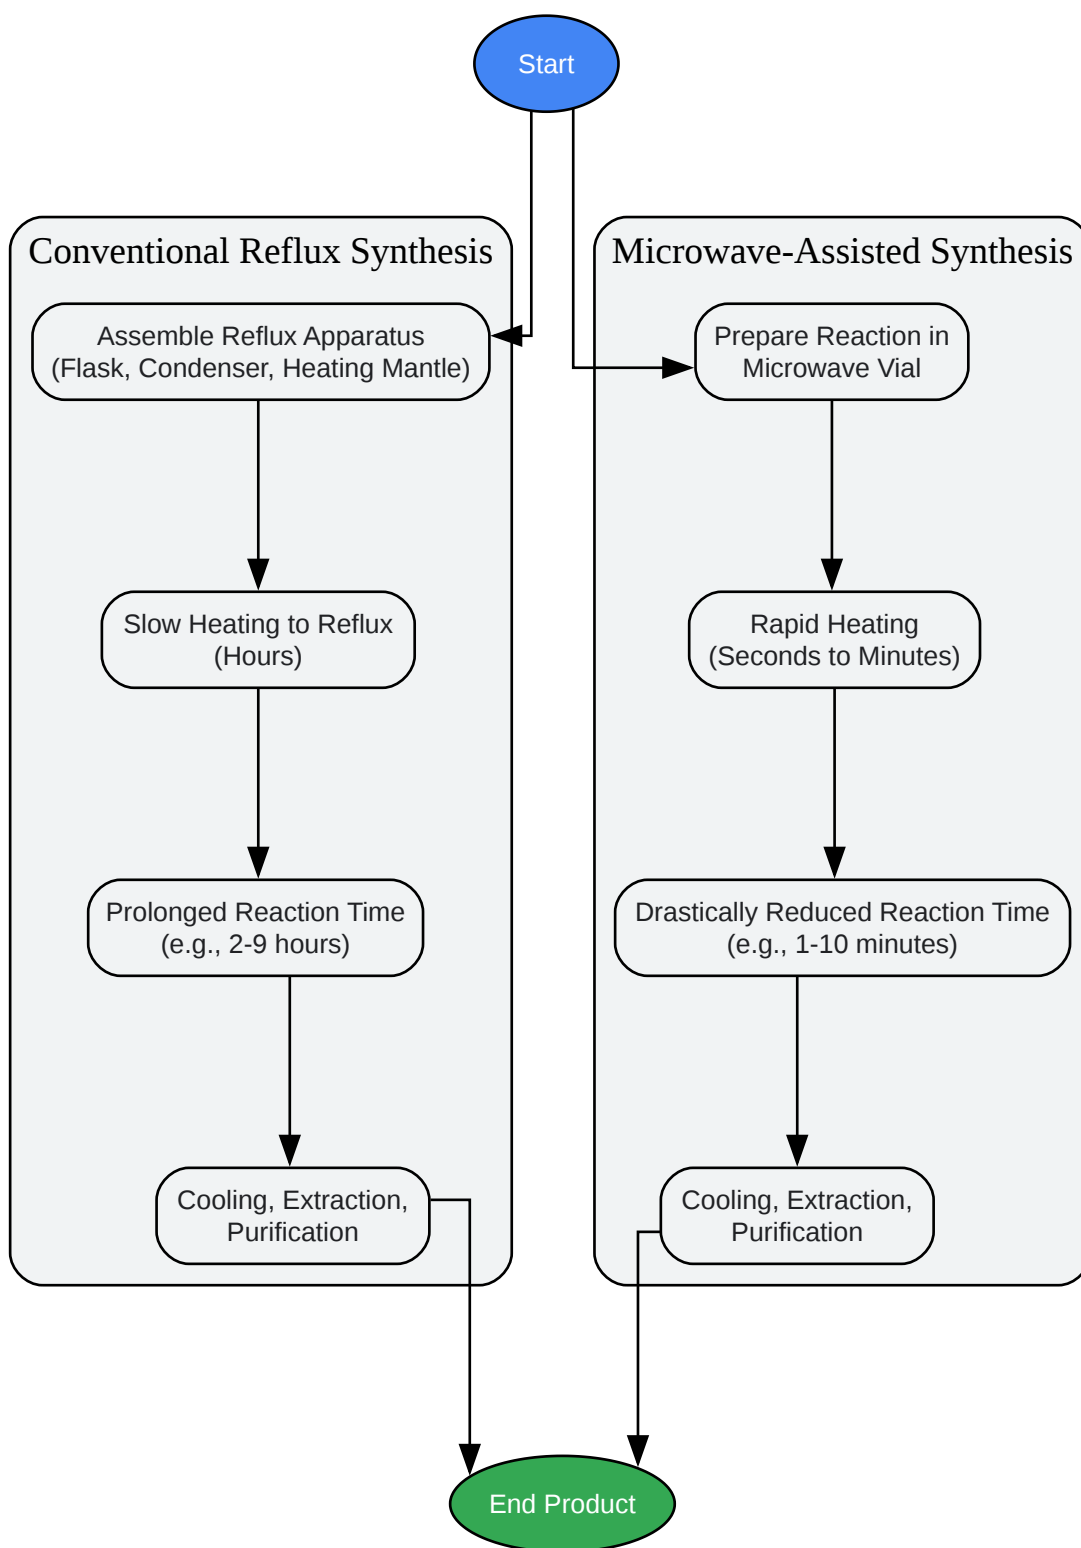 Start
Conventional Reflux Synthesis
Assemble Reflux Apparatus
(Flask, Condenser, Heating Mantle)
Slow Heating to Reflux
(Hours)
Prolonged Reaction Time
(e.g., 2-9 hours)
Cooling, Extraction,
Purification
Microwave-Assisted Synthesis
Prepare Reaction in
Microwave Vial
Rapid Heating
(Seconds to Minutes)
Drastically Reduced Reaction Time
(e.g., 1-10 minutes)
Cooling, Extraction,
Purification
End Product